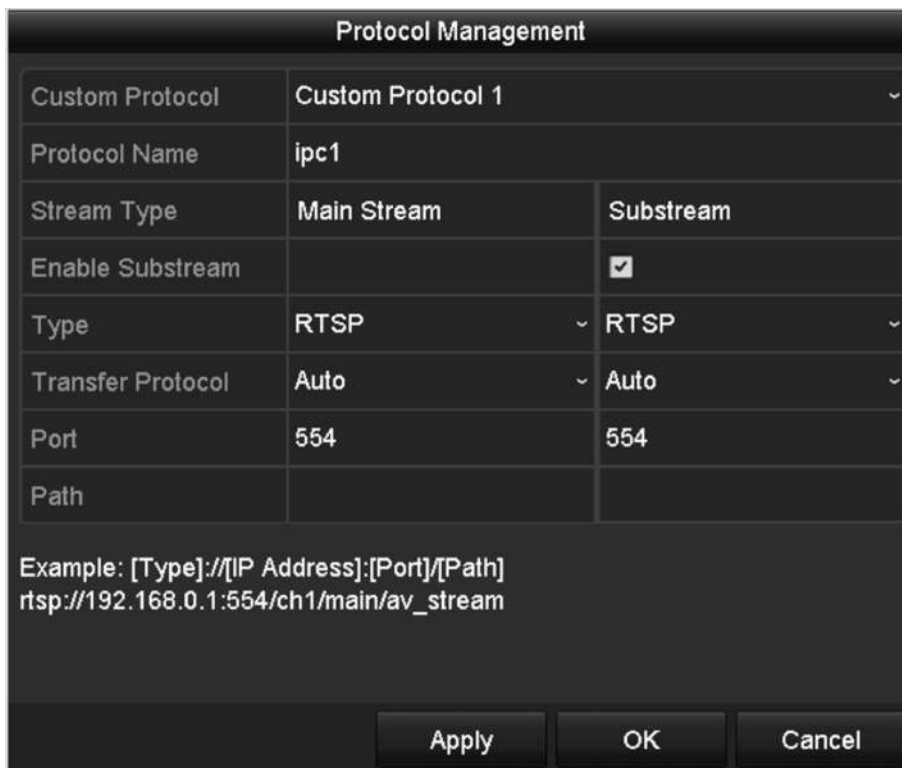 Protocol Management
Custom Protocol Custom Protocol 1
Protocol Name ipc1
Stream Type Main Stream Substream
Enable Substream
Type RTSP RTSP
Transfer Protocol Auto Auto
Port 554 554
Path
Example: [Type]://[IP Address]:[Port]/[Path]
rtsp://192.168.0.1:554/ch1/main/av_stream
Apply OK Cancel